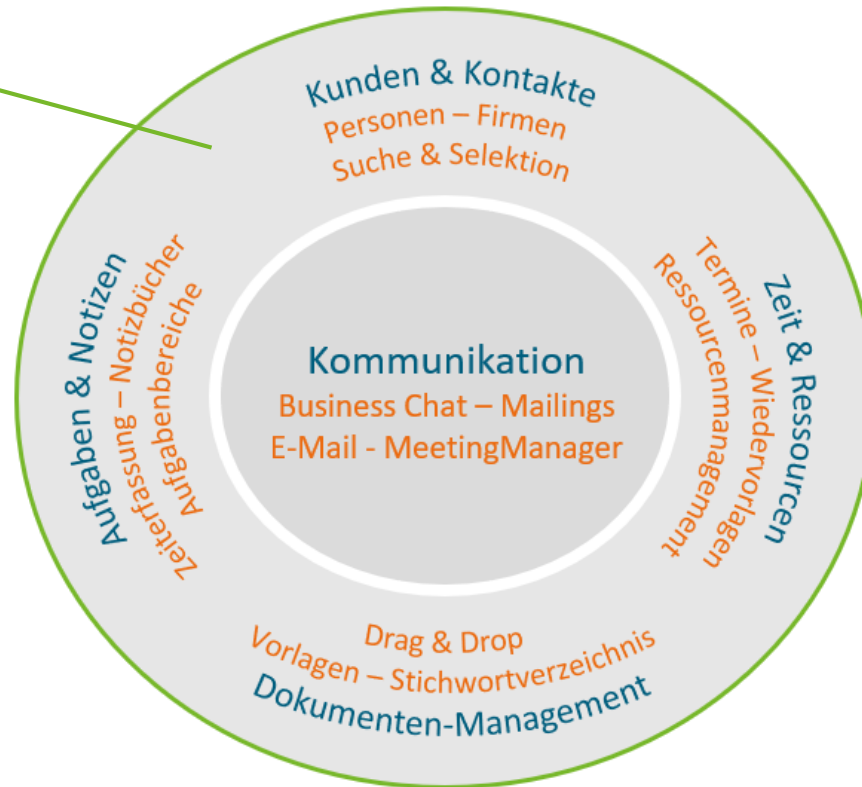 Kunden & Kontakte
Personen – Firmen
Suche & Selektion
Aufgaben & Notizen
Zeiterfassung – Notizbücher
Aufgabenbereiche
Kommunikation
Business Chat – Mailings
E-Mail - MeetingManager
Zeit & Ressourcen
Termine – Wiedervorlagen
Ressourcenmanagement
Drag & Drop
Vorlagen – Stichwortverzeichnis
Dokumenten-Management